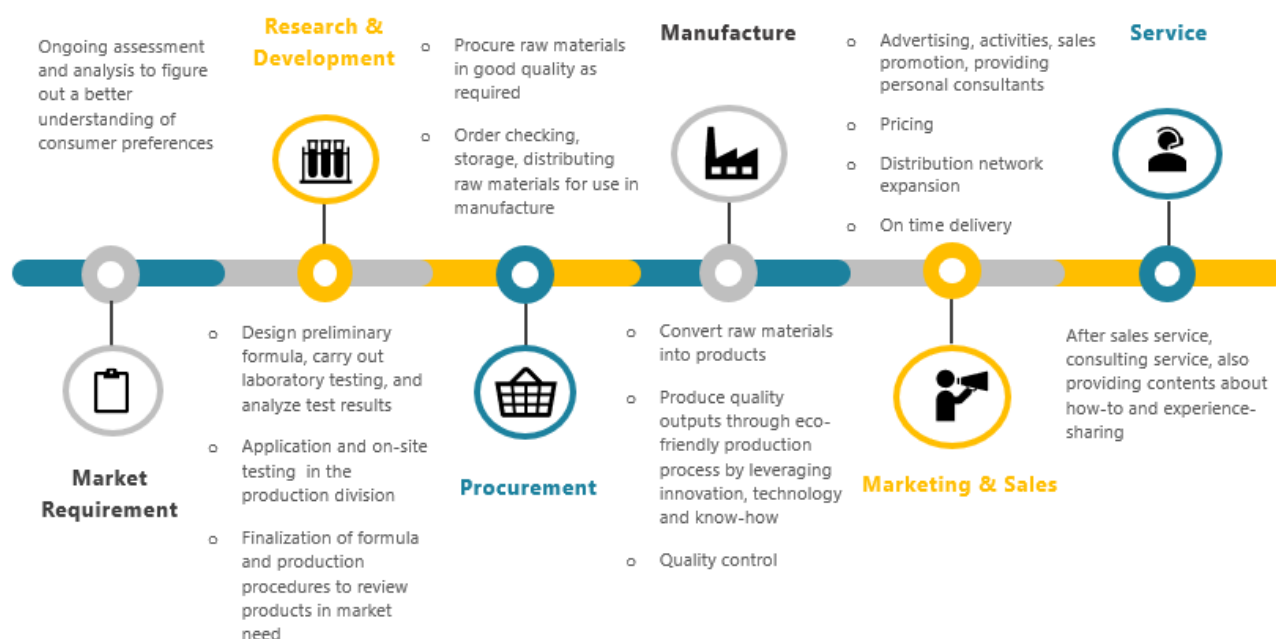 Ongoing assessment
and analysis to figure
out a better
understanding of
consumer preferences
Market
Requirement
Research &
Development
o Design preliminary
formula, carry out
laboratory testing, and
analyze test results
o Application and on-site
testing in the
production division
o Finalization of formula
and production
procedures to review
products in market
need
o Procure raw materials
in good quality as
required
o Order checking,
storage, distributing
raw materials for use in
manufacture
Procurement
Manufacture
o Convert raw materials
into products
o Produce quality
outputs through eco-
friendly production
process by leveraging
innovation, technology
and know-how
o Quality control
o Advertising, activities, sales
promotion, providing
personal consultants
o Pricing
o Distribution network
expansion
o On time delivery
Marketing & Sales
Service
After sales service,
consulting service, also
providing contents about
how-to and experience-
sharing